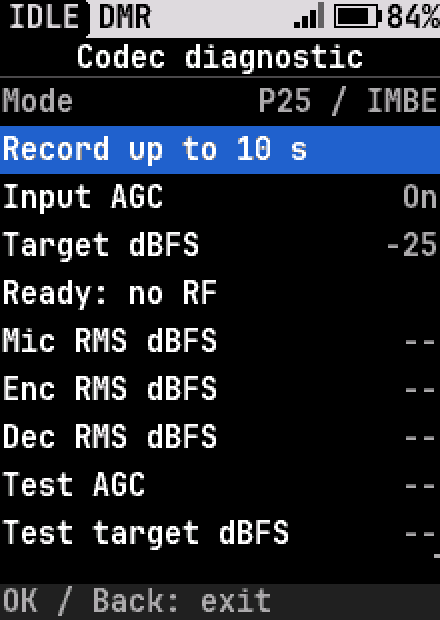 IDLE DMR 84%
Codec diagnostic
Mode P25 / IMBE
Record up to 10 s
Input AGC On
Target dBFS -25
Ready: no RF
Mic RMS dBFS --
Enc RMS dBFS --
Dec RMS dBFS --
Test AGC --
Test target dBFS --
OK / Back: exit